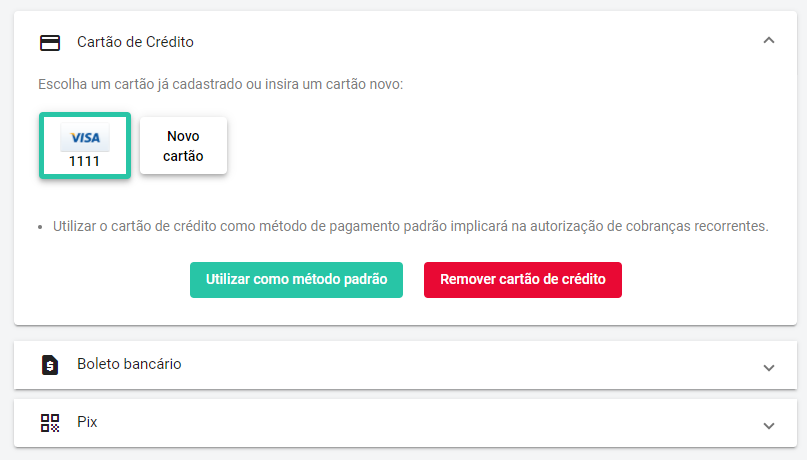 Cartão de Crédito
Escolha um cartão já cadastrado ou insira um cartão novo:
VISA
1111
Novo
cartão
Utilizar o cartão de crédito como método de pagamento padrão implicará na autorização de cobranças recorrentes.
Utilizar como método padrão
Remover cartão de crédito
Boleto bancário
Pix